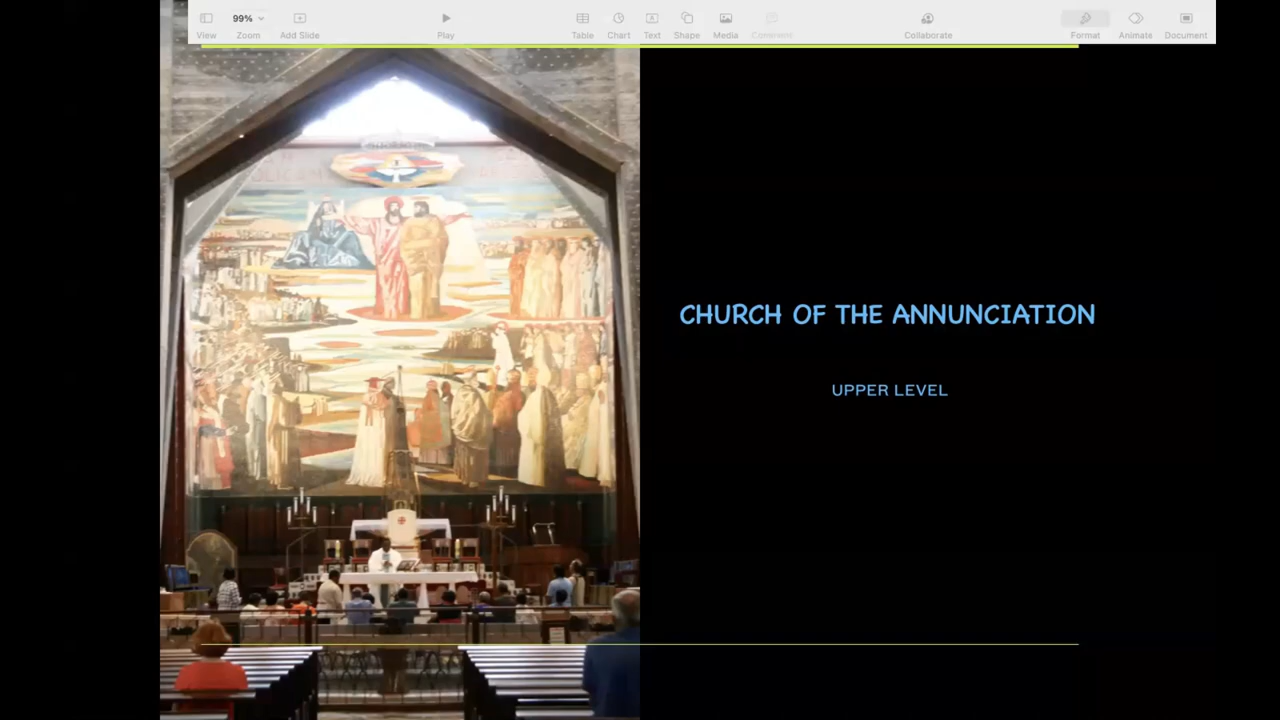 99%
View
Zoom
Add Slide
Play
Table
Chart
Text
Shape
Media
Comment
Collaborate
Format
Animate
Document
CHURCH OF THE ANNUNCIATION
UPPER LEVEL